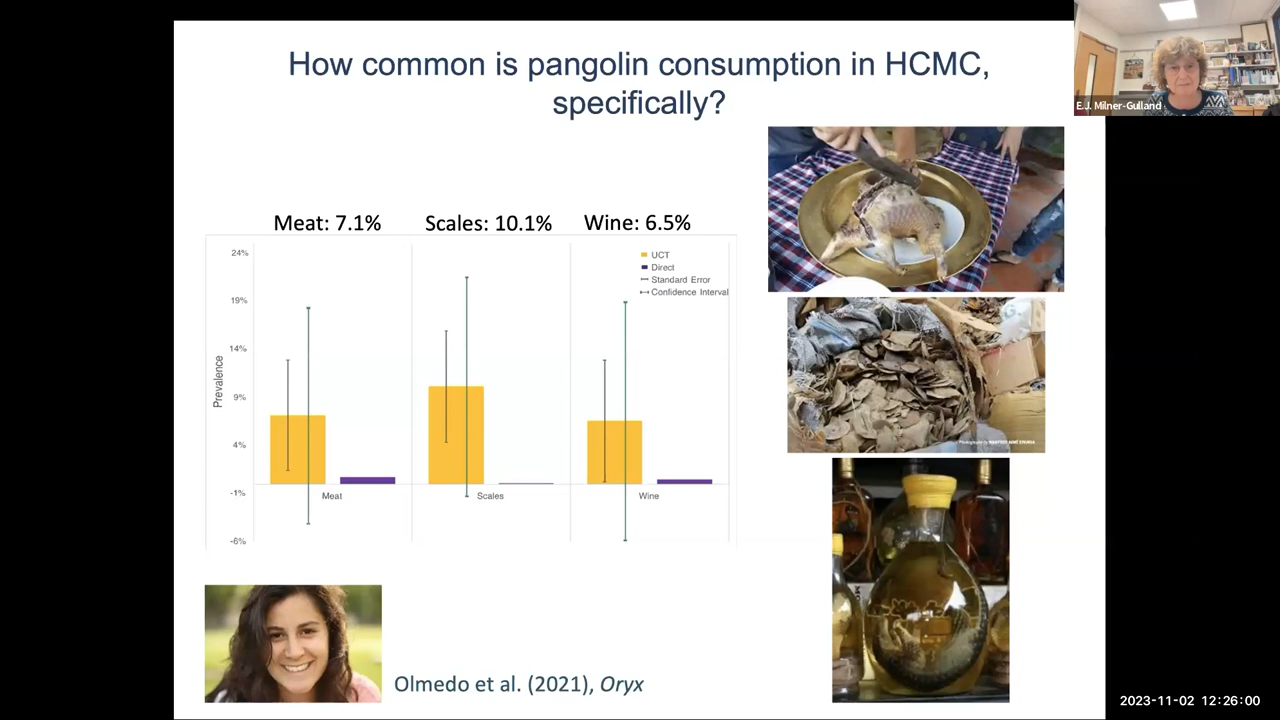 How common is pangolin consumption in HCMC,
specifically?
E.J. Milner-Gulland
Meat: 7.1%
Scales: 10.1%
Wine: 6.5%
24%
19%
14%
9%
4%
-1%
-6%
Prevalence
UCT
Direct
Standard Error
Confidence Interval
Meat
Scales
Wine
Olmedo et al. (2021), Oryx
2023-11-02 12:26:00